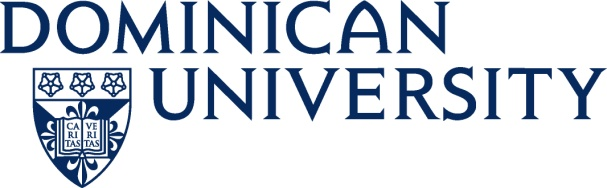 DOMINICAN
UNIVERSITY
CA VE
RI RI
TAS TAS